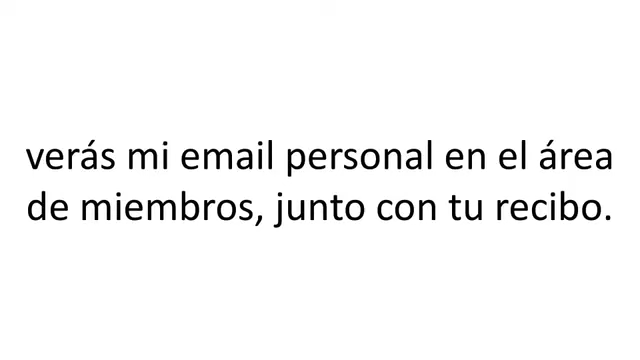 verás mi email personal en el área
de miembros, junto con tu recibo.